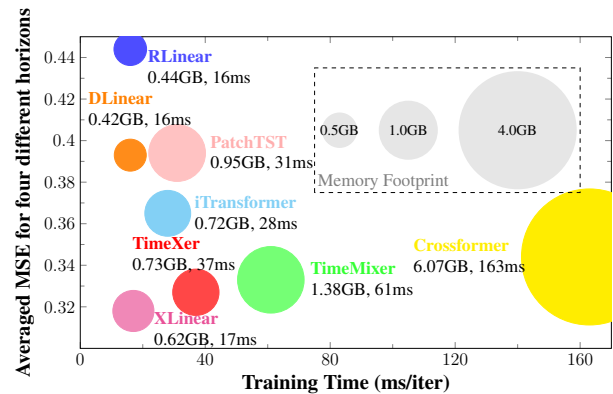 Averaged MSE for four different horizons
0.44
0.42
0.4
0.38
0.36
0.34
0.32
RLinear
0.44GB, 16ms
DLinear
0.42GB, 16ms
PatchTST
0.95GB, 31ms
0.5GB
1.0GB
4.0GB
Memory Footprint
iTransformer
0.72GB, 28ms
TimeXer
0.73GB, 37ms
TimeMixer
1.38GB, 61ms
Crossformer
6.07GB, 163ms
XLinear
0.62GB, 17ms
0 40 80 120 160
Training Time (ms/iter)